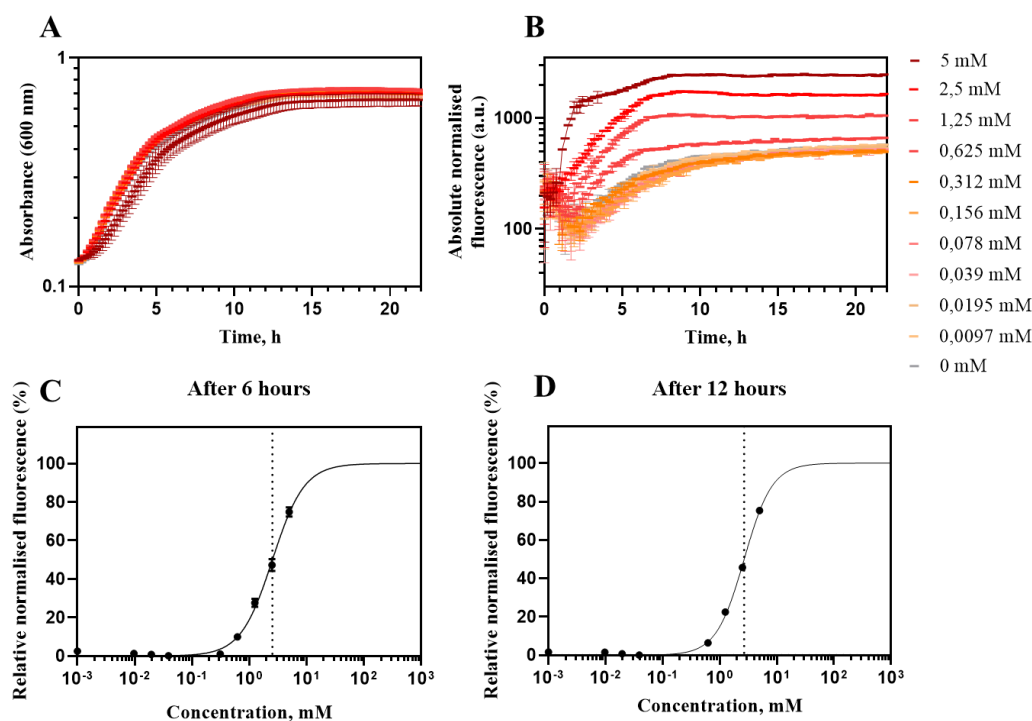 A
B
1
0.1
Absorbance (600 nm)
0
5
10
15
20
Time, h
1000
100
Absolute normalised
fluorescence (a.u.)
0
5
10
15
20
Time, h
5 mM
2,5 mM
1,25 mM
0,625 mM
0,312 mM
0,156 mM
0,078 mM
0,039 mM
0,0195 mM
0,0097 mM
0 mM
C
After 6 hours
Relative normalised fluorescence (%)
100
80
60
40
20
0
10⁻³ 10⁻² 10⁻¹ 10⁰ 10¹ 10² 10³
Concentration, mM
D
After 12 hours
Relative normalised fluorescence (%)
100
80
60
40
20
0
10⁻³ 10⁻² 10⁻¹ 10⁰ 10¹ 10² 10³
Concentration, mM